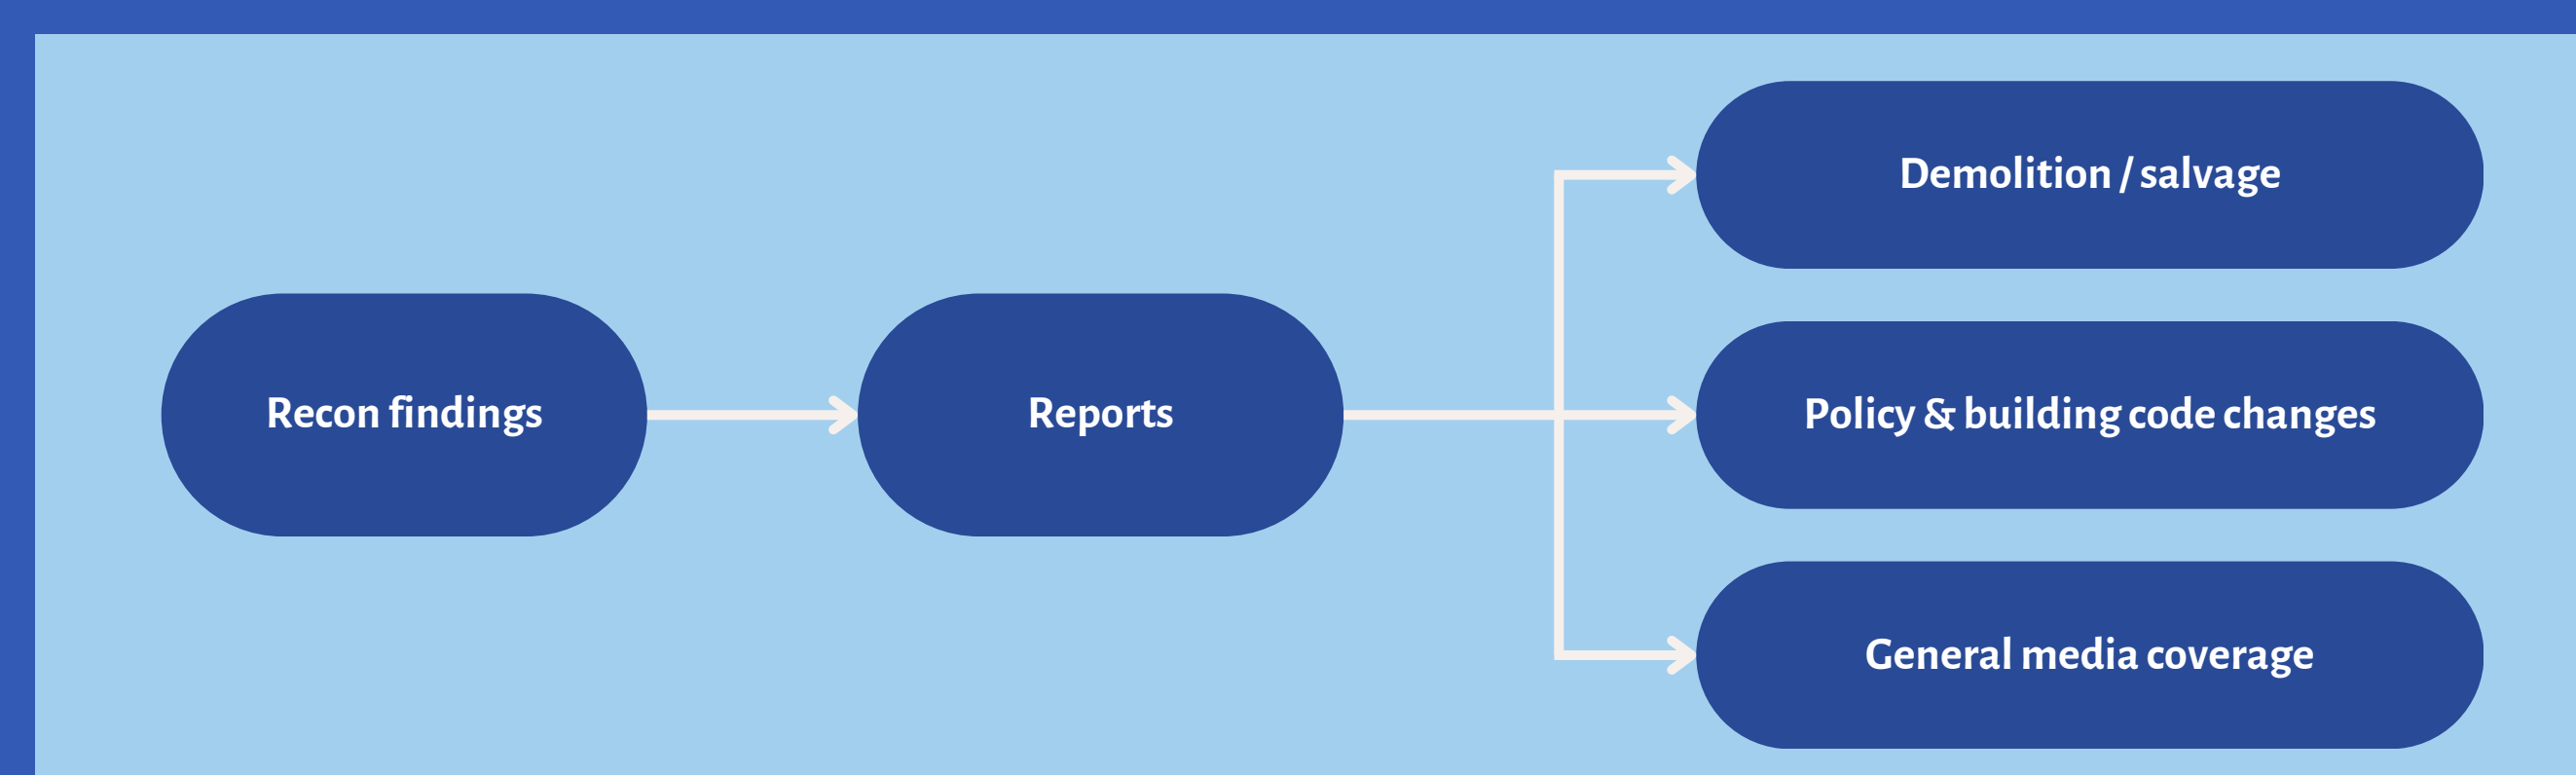 Recon findings
Reports
Demolition / salvage
Policy & building code changes
General media coverage